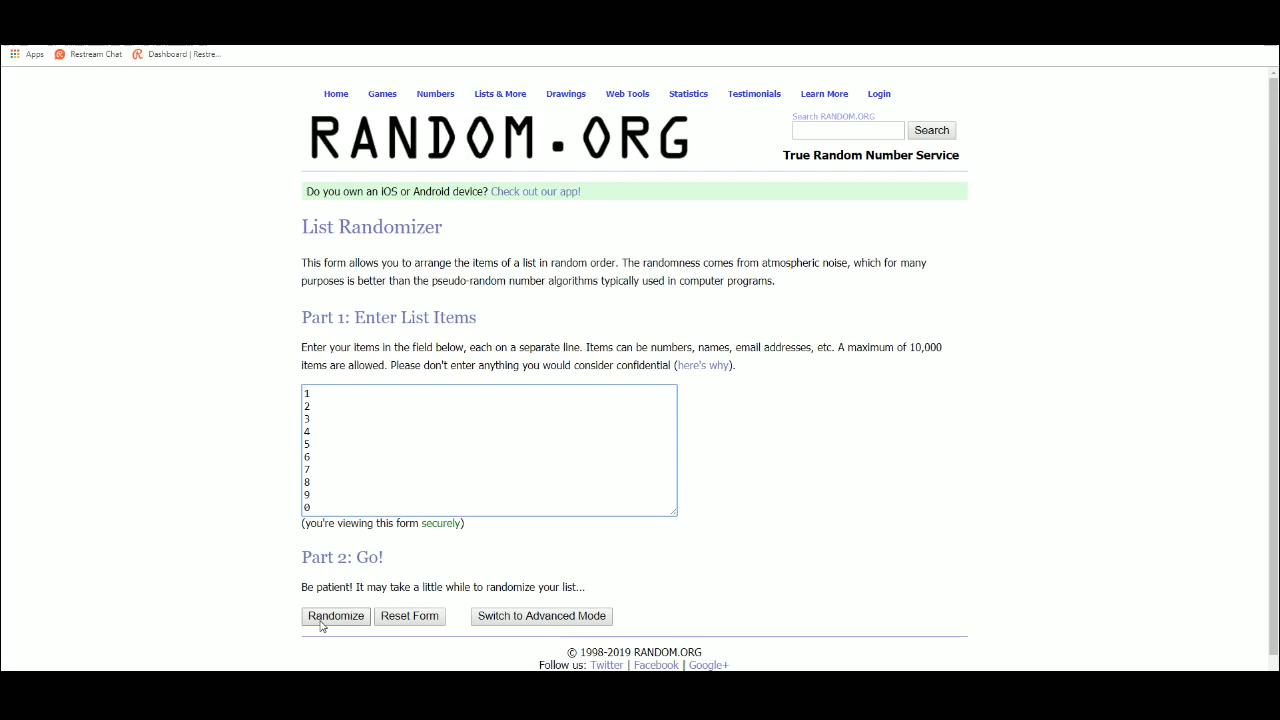 Apps Restream Chat Dashboard | Restre...
Home Games Numbers Lists & More Drawings Web Tools Statistics Testimonials Learn More Login
RANDOM.ORG
Search RANDOM.ORG
Search
True Random Number Service
Do you own an iOS or Android device? Check out our app!
List Randomizer
This form allows you to arrange the items of a list in random order. The randomness comes from atmospheric noise, which for many
purposes is better than the pseudo-random number algorithms typically used in computer programs.
Part 1: Enter List Items
Enter your items in the field below, each on a separate line. Items can be numbers, names, email addresses, etc. A maximum of 10,000
items are allowed. Please don't enter anything you would consider confidential (here's why).
1
2
3
4
5
6
7
8
9
0
(you're viewing this form securely)
Part 2: Go!
Be patient! It may take a little while to randomize your list...
Randomize Reset Form Switch to Advanced Mode
© 1998-2019 RANDOM.ORG
Follow us: Twitter | Facebook | Google+